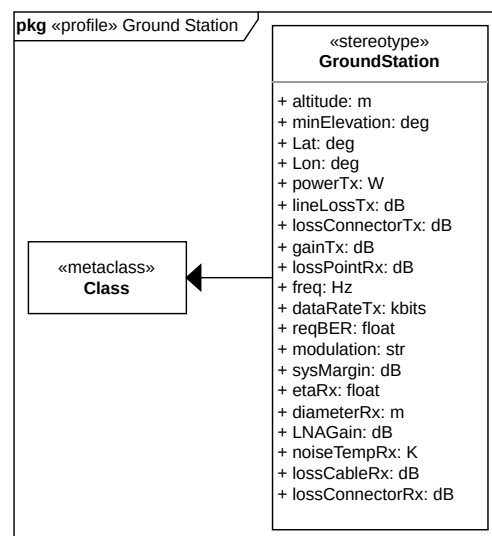 pkg «profile» Ground Station
«stereotype»
GroundStation
+ altitude: m
+ minElevation: deg
+ Lat: deg
+ Lon: deg
+ powerTx: W
+ lineLossTx: dB
+ lossConnectorTx: dB
+ gainTx: dB
+ lossPointRx: dB
+ freq: Hz
+ dataRateTx: kbits
+ reqBER: float
+ modulation: str
+ sysMargin: dB
+ etaRx: float
+ diameterRx: m
+ LNAGain: dB
+ noiseTempRx: K
+ lossCableRx: dB
+ lossConnectorRx: dB
«metaclass»
Class